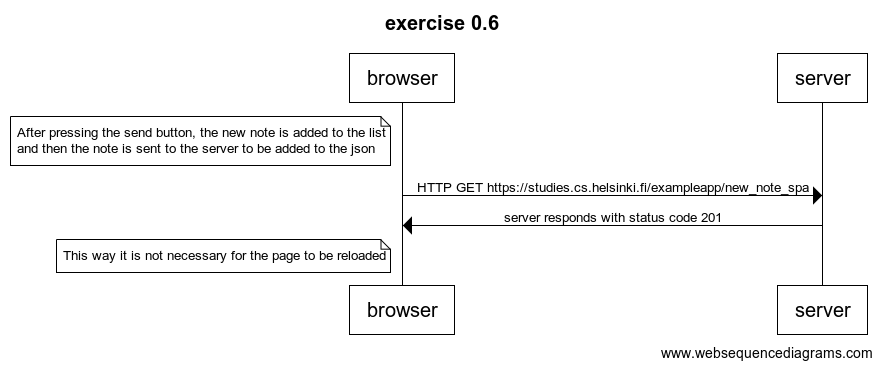 exercise 0.6
browser
server
After pressing the send button, the new note is added to the list
and then the note is sent to the server to be added to the json
HTTP GET https://studies.cs.helsinki.fi/exampleapp/new_note_spa
server responds with status code 201
This way it is not necessary for the page to be reloaded
browser
server
www.websequencediagrams.com